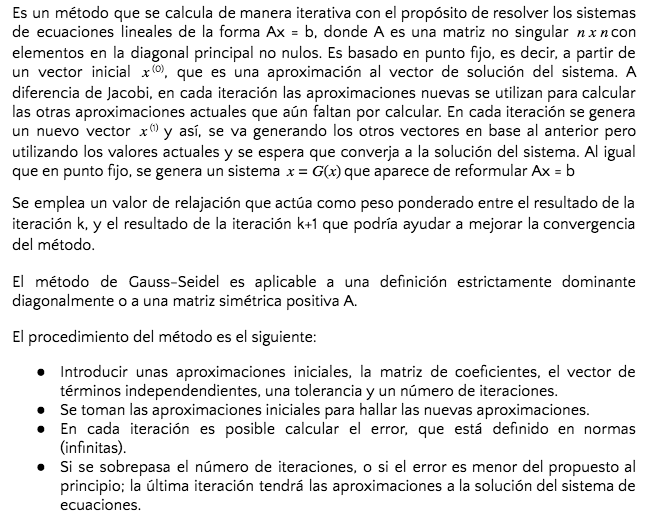 Es un método que se calcula de manera iterativa con el propósito de resolver los sistemas
de ecuaciones lineales de la forma Ax = b, donde A es una matriz no singular n x n con
elementos en la diagonal principal no nulos. Es basado en punto fijo, es decir, a partir de
un vector inicial x⁽⁰⁾, que es una aproximación al vector de solución del sistema. A
diferencia de Jacobi, en cada iteración las aproximaciones nuevas se utilizan para calcular
las otras aproximaciones actuales que aún faltan por calcular. En cada iteración se genera
un nuevo vector x⁽¹⁾ y así, se va generando los otros vectores en base al anterior pero
utilizando los valores actuales y se espera que converja a la solución del sistema. Al igual
que en punto fijo, se genera un sistema x = G(x) que aparece de reformular Ax = b
Se emplea un valor de relajación que actúa como peso ponderado entre el resultado de la
iteración k, y el resultado de la iteración k+1 que podría ayudar a mejorar la convergencia
del método.
El método de Gauss-Seidel es aplicable a una definición estrictamente dominante
diagonalmente o a una matriz simétrica positiva A.
El procedimiento del método es el siguiente:
● Introducir unas aproximaciones iniciales, la matriz de coeficientes, el vector de
términos independendientes, una tolerancia y un número de iteraciones.
● Se toman las aproximaciones iniciales para hallar las nuevas aproximaciones.
● En cada iteración es posible calcular el error, que está definido en normas
(infinitas).
● Si se sobrepasa el número de iteraciones, o si el error es menor del propuesto al
principio; la última iteración tendrá las aproximaciones a la solución del sistema de
ecuaciones.